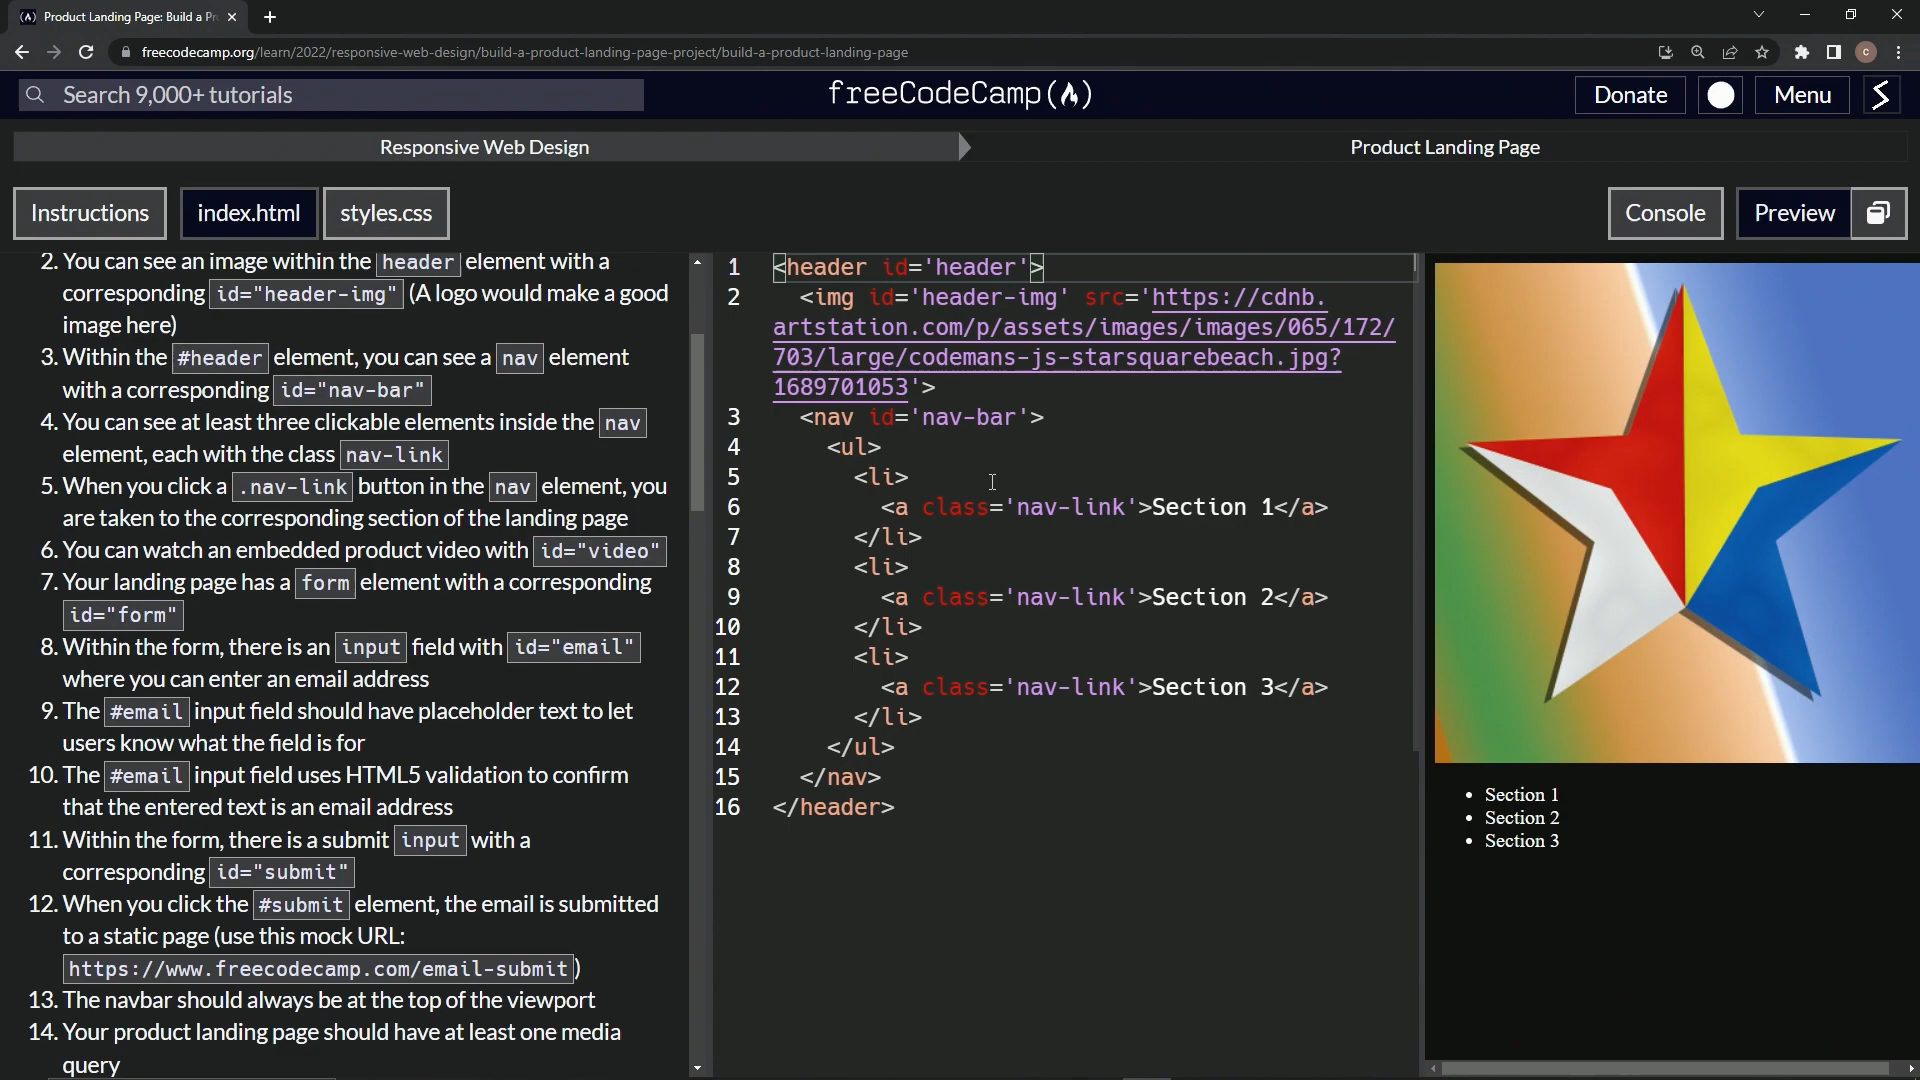 Product Landing Page: Build a Pr
freecodecamp.org/learn/2022/responsive-web-design/build-a-product-landing-page-project/build-a-product-landing-page
C
Search 9,000+ tutorials
freeCodeCamp
Donate
Menu
Responsive Web Design
Product Landing Page
Instructions
index.html
styles.css
Console
Preview
2. You can see an image within the header element with a
corresponding id="header-img" (A logo would make a good
image here)
3. Within the #header element, you can see a nav element
with a corresponding id="nav-bar"
4. You can see at least three clickable elements inside the nav
element, each with the class nav-link
5. When you click a .nav-link button in the nav element, you
are taken to the corresponding section of the landing page
6. You can watch an embedded product video with id="video"
7. Your landing page has a form element with a corresponding
id="form"
8. Within the form, there is an input field with id="email"
where you can enter an email address
9. The #email input field should have placeholder text to let
users know what the field is for
10. The #email input field uses HTML5 validation to confirm
that the entered text is an email address
11. Within the form, there is a submit input with a
corresponding id="submit"
12. When you click the #submit element, the email is submitted
to a static page (use this mock URL:
https://www.freecodecamp.com/email-submit)
13. The navbar should always be at the top of the viewport
14. Your product landing page should have at least one media
query
1 <header id='header'>
2 <img id='header-img' src='https://cdnb.
artstation.com/p/assets/images/images/065/172/
703/large/codemans-js-starsquarebeach.jpg?
1689701053'>
3 <nav id='nav-bar'>
4 <ul>
5 <li>
6 <a class='nav-link'>Section 1</a>
7 </li>
8 <li>
9 <a class='nav-link'>Section 2</a>
10 </li>
11 <li>
12 <a class='nav-link'>Section 3</a>
13 </li>
14 </ul>
15 </nav>
16 </header>
• Section 1
• Section 2
• Section 3